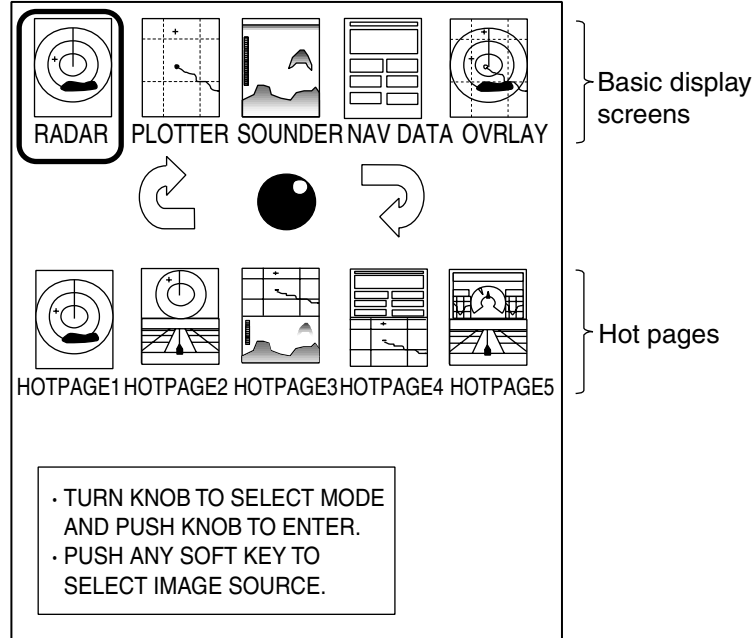 RADAR PLOTTER SOUNDER NAV DATA OVRLAY
Basic display
screens
HOTPAGE1 HOTPAGE2 HOTPAGE3 HOTPAGE4 HOTPAGE5
Hot pages
· TURN KNOB TO SELECT MODE
AND PUSH KNOB TO ENTER.
· PUSH ANY SOFT KEY TO
SELECT IMAGE SOURCE.